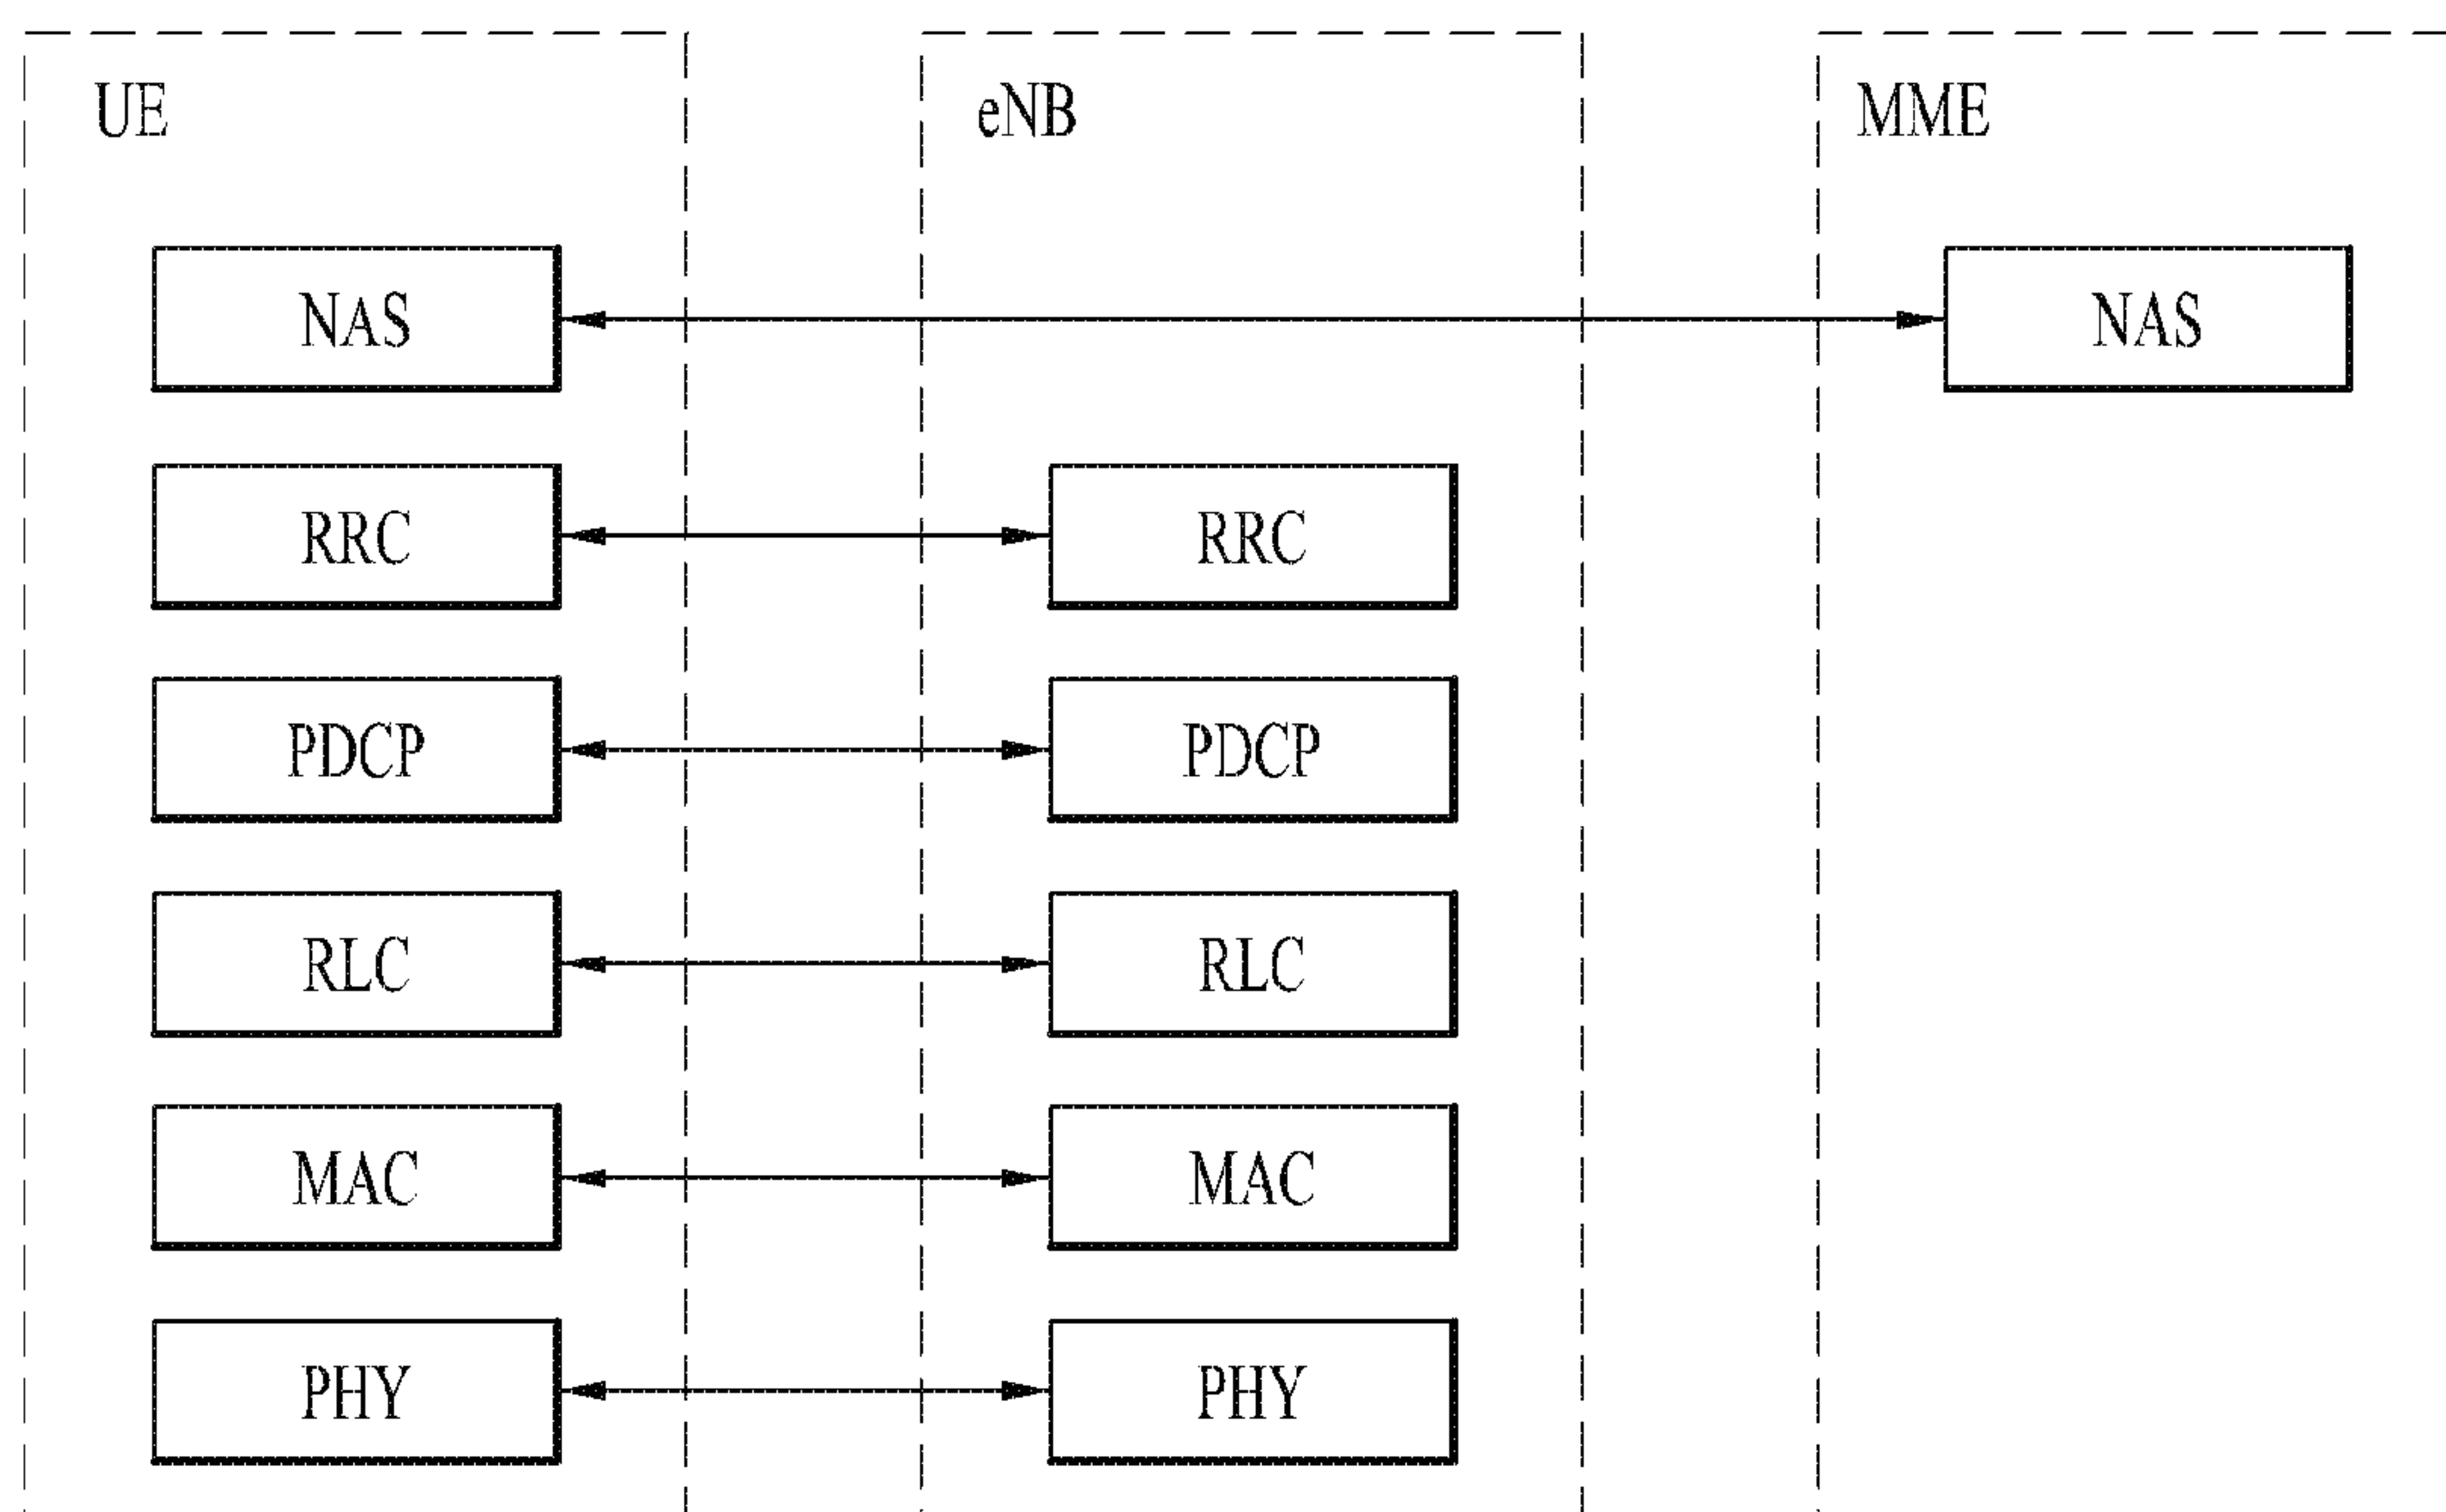 UE eNB MME
NAS NAS
RRC RRC
PDCP PDCP
RLC RLC
MAC MAC
PHY PHY